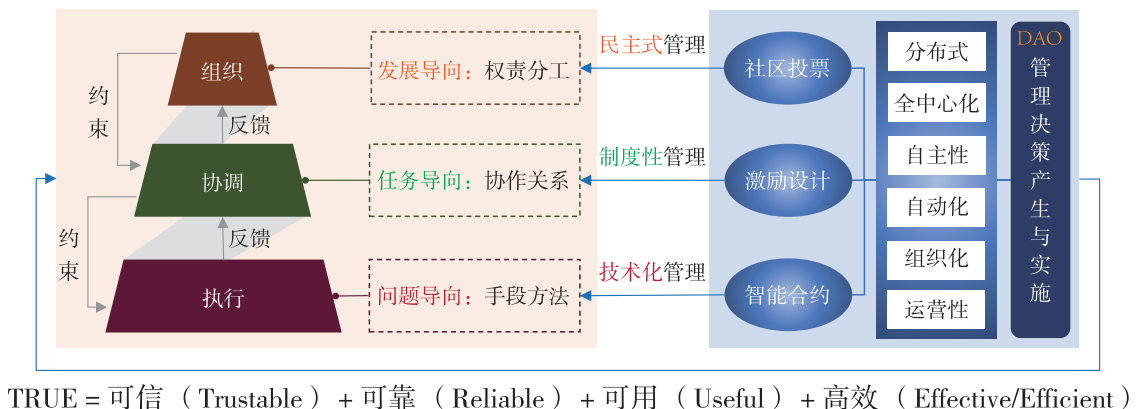 组织
约束
反馈
发展导向：权责分工
民主式管理
社区投票
协调
约束
反馈
任务导向：协作关系
制度性管理
激励设计
执行
问题导向：手段方法
技术化管理
智能合约
分布式
全中心化
自主性
自动化
组织化
运营性
DAO管理决策产生与实施
TRUE = 可信（Trustable）+ 可靠（Reliable）+ 可用（Useful）+ 高效（Effective/Efficient）